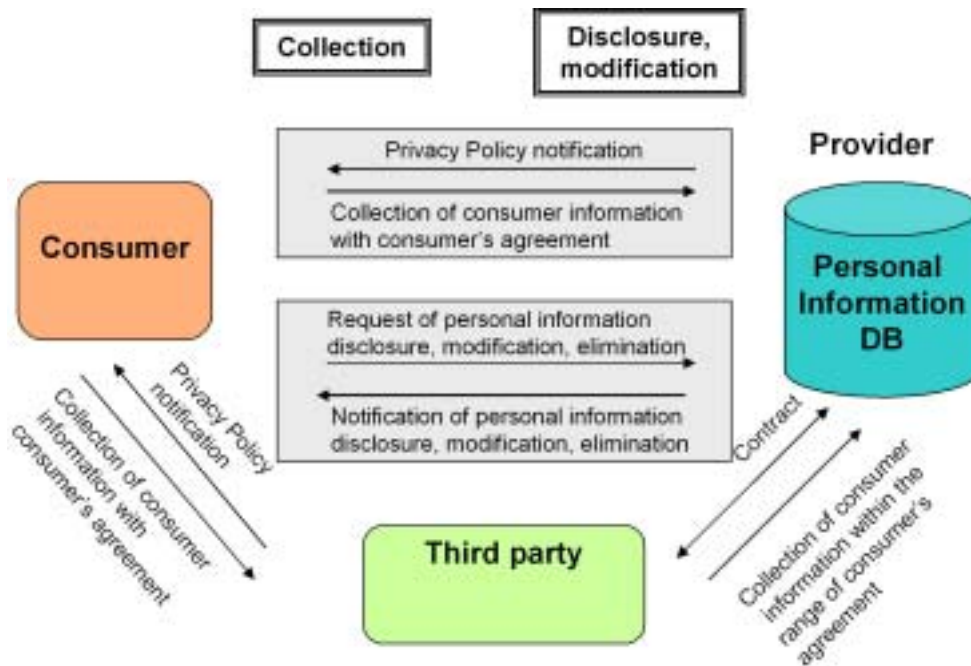 Collection
Disclosure,
modification
Privacy Policy notification
Provider
Collection of consumer information
with consumer's agreement
Consumer
Personal
Information
DB
Request of personal information
disclosure, modification, elimination
Notification of personal information
disclosure, modification, elimination
Privacy Policy
notification
Collection of consumer
information with
consumer's agreement
Contract
Collection of consumer
information within the
range of consumer's
agreement
Third party